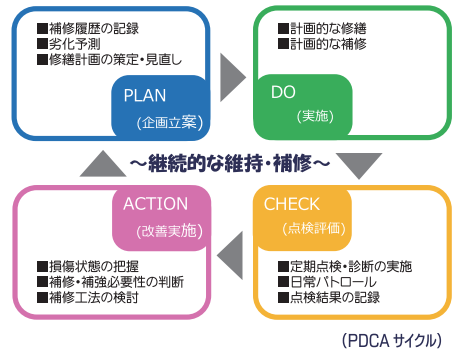 ■補修履歴の記録
■劣化予測
■修繕計画の策定・見直し
PLAN
(企画立案)
■計画的な修繕
■計画的な補修
DO
(実施)
～継続的な維持・補修～
ACTION
(改善実施)
■損傷状態の把握
■補修・補強必要性の判断
■補修工法の検討
CHECK
(点検評価)
■定期点検・診断の実施
■日常パトロール
■点検結果の記録
(PDCAサイクル)